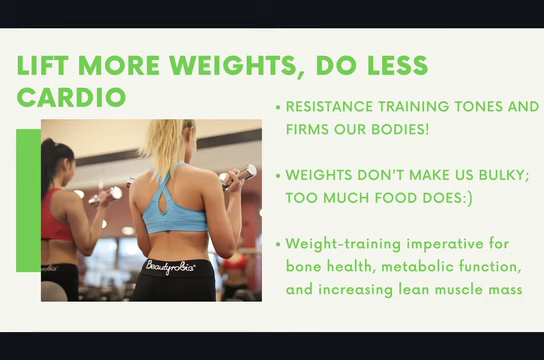 LIFT MORE WEIGHTS, DO LESS
CARDIO
• RESISTANCE TRAINING TONES AND
FIRMS OUR BODIES!
• WEIGHTS DON'T MAKE US BULKY;
TOO MUCH FOOD DOES:)
• Weight-training imperative for
bone health, metabolic function,
and increasing lean muscle mass
Beautyrobic